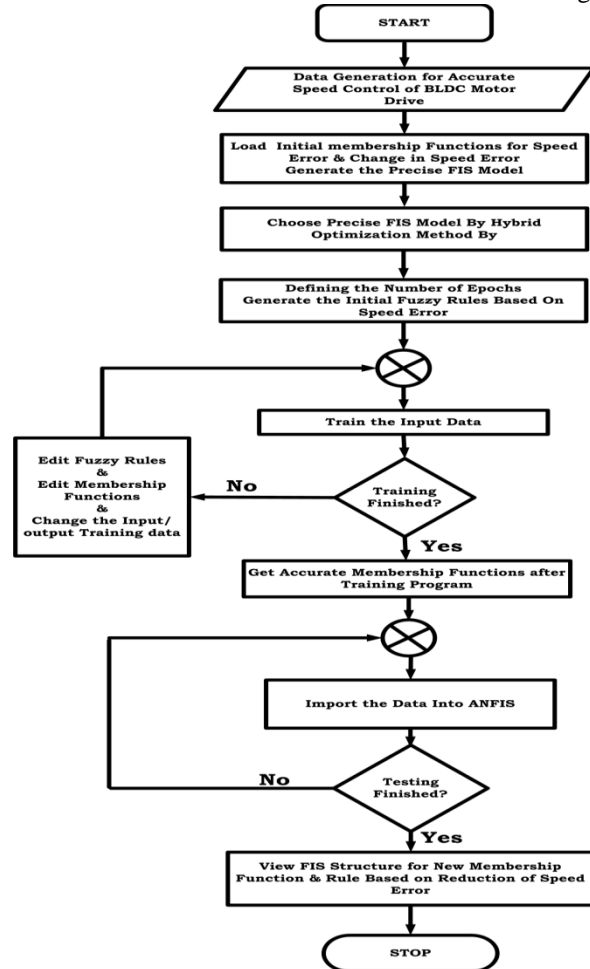 g
START
Data Generation for Accurate
Speed Control of BLDC Motor
Drive
Load Initial membership Functions for Speed
Error & Change in Speed Error
Generate the Precise FIS Model
Choose Precise FIS Model By Hybrid
Optimization Method By
Defining the Number of Epochs
Generate the Initial Fuzzy Rules Based On
Speed Error
Train the Input Data
Edit Fuzzy Rules
&
Edit Membership
Functions
&
Change the Input/
output Training data
No
Training
Finished?
Yes
Get Accurate Membership Functions after
Training Program
Import the Data Into ANFIS
No
Testing
Finished?
Yes
View FIS Structure for New Membership
Function & Rule Based on Reduction of Speed
Error
STOP